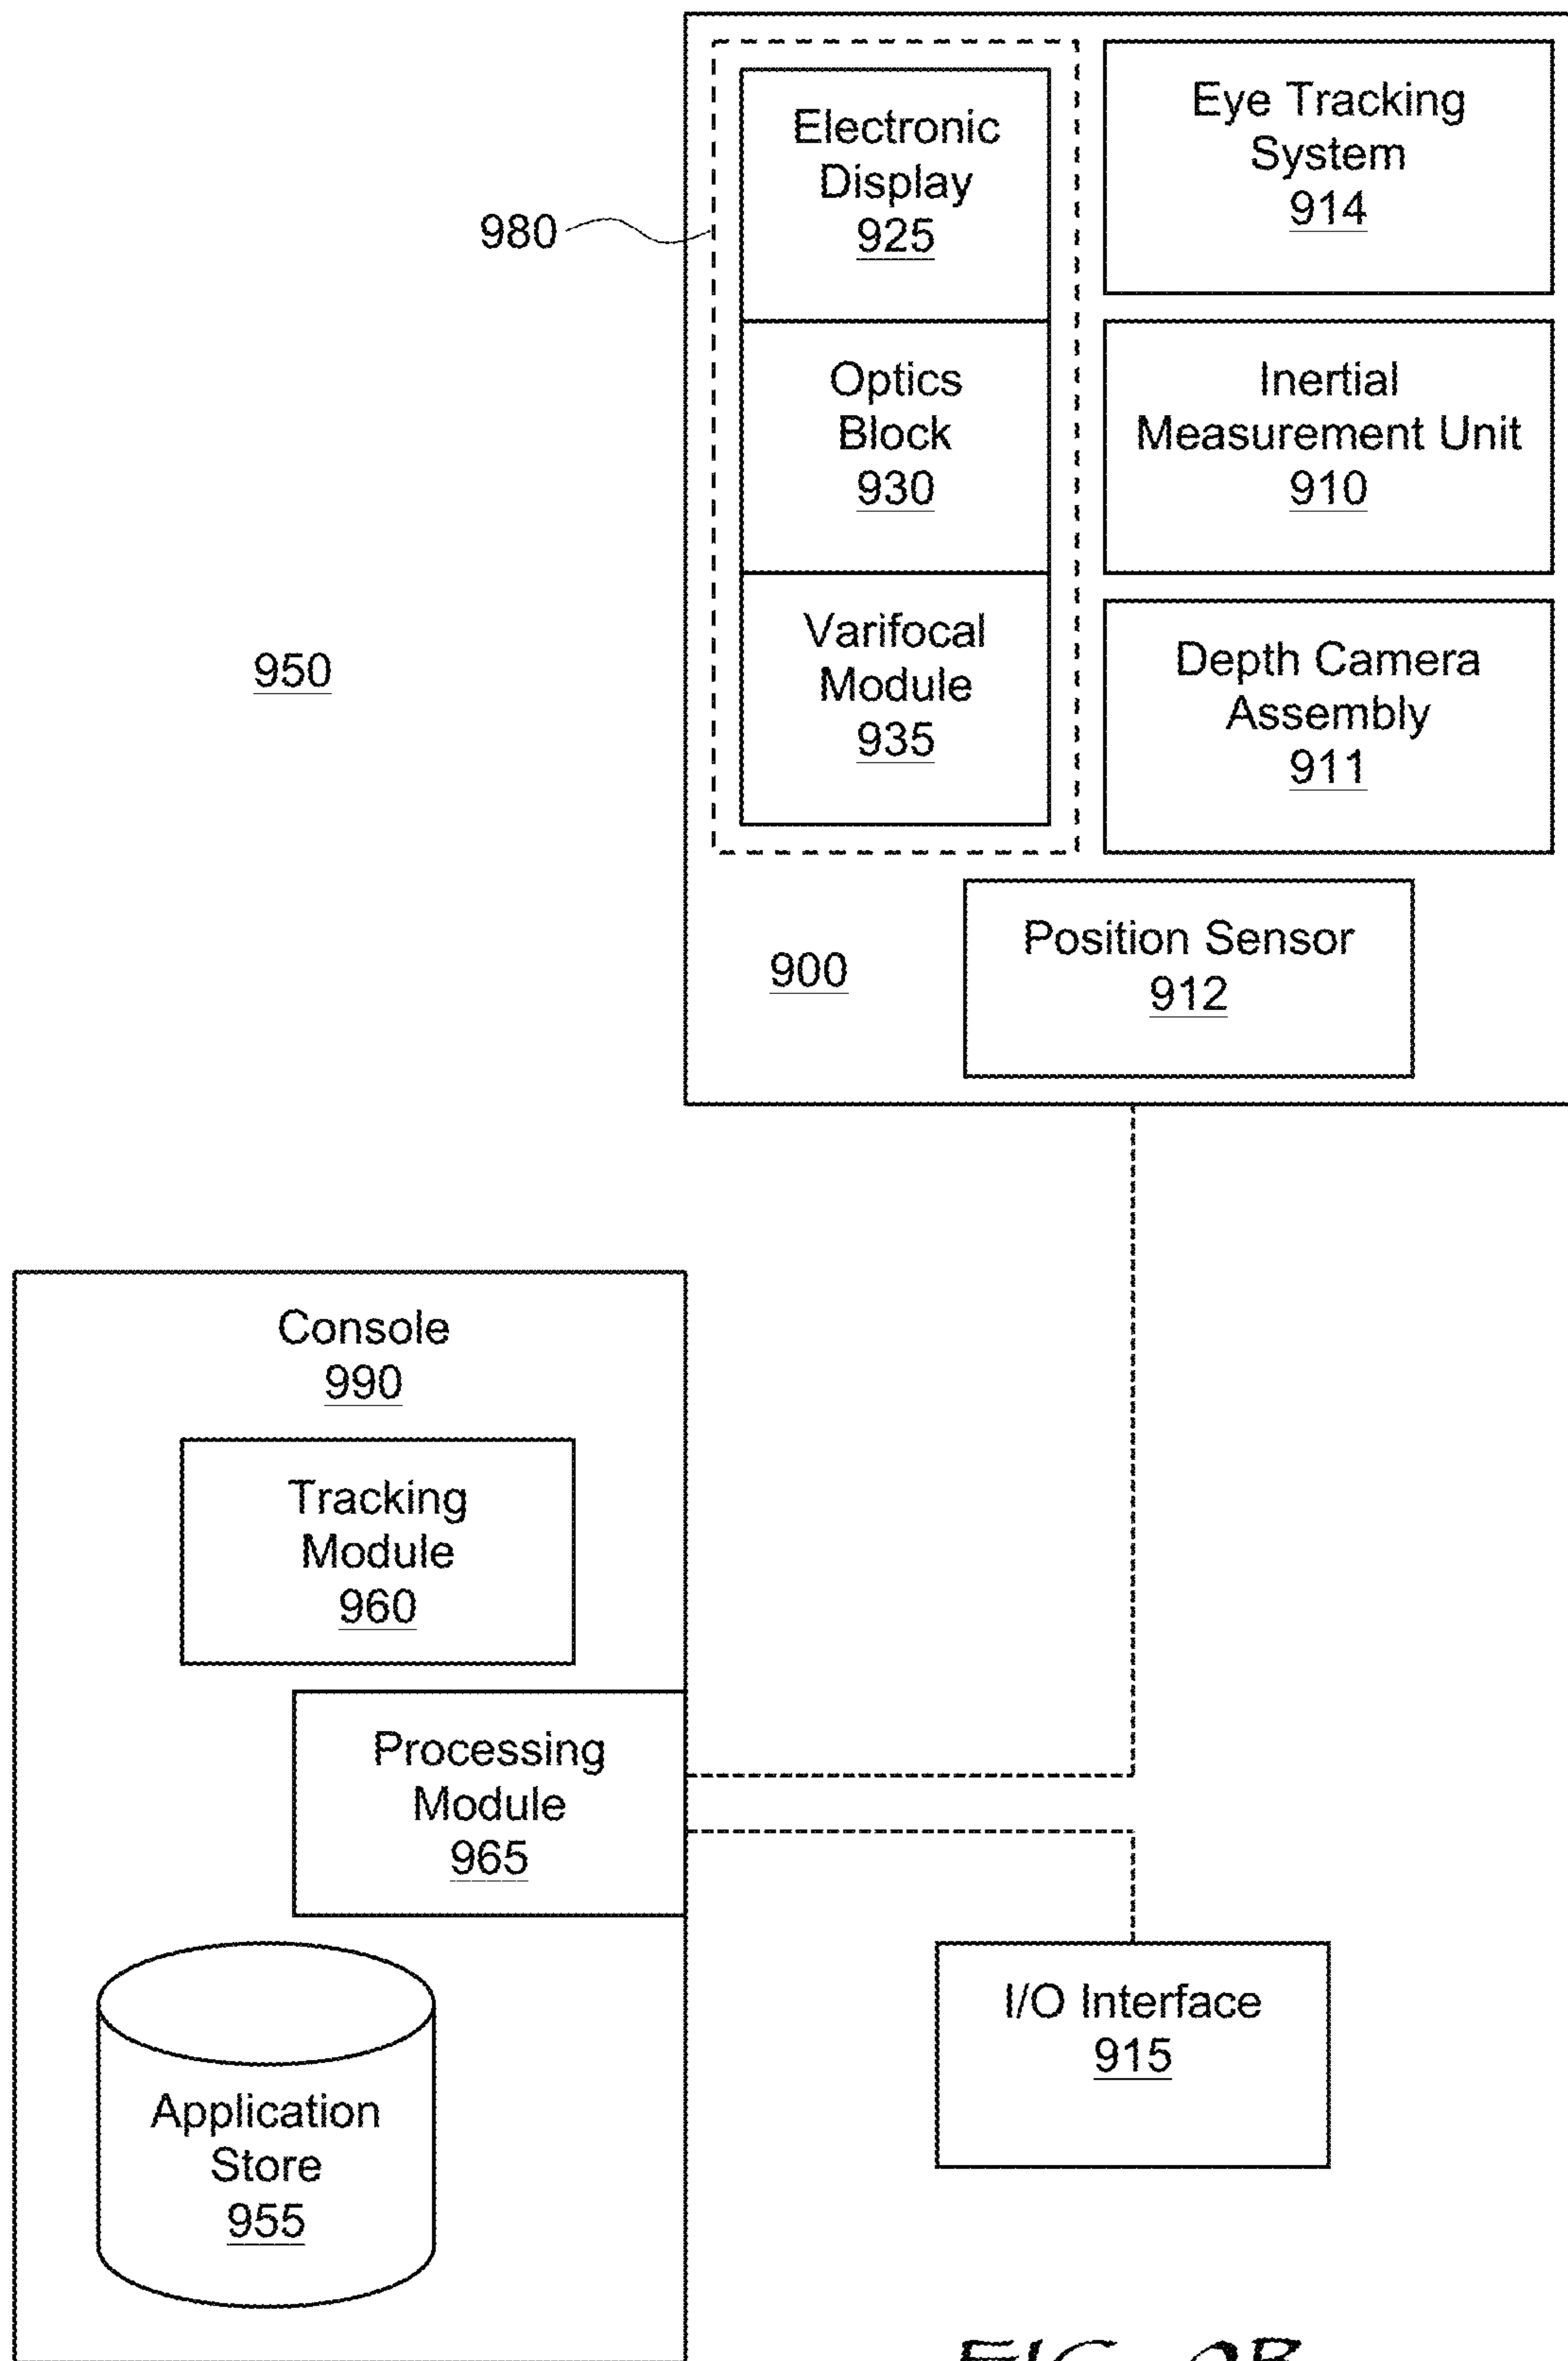 Electronic
Display
925
Eye Tracking
System
914
980
Optics
Block
930
Inertial
Measurement Unit
910
Varifocal
Module
935
Depth Camera
Assembly
911
950
900
Position Sensor
912
Console
990
Tracking
Module
960
Processing
Module
965
I/O Interface
915
Application
Store
955
FIG. 9B